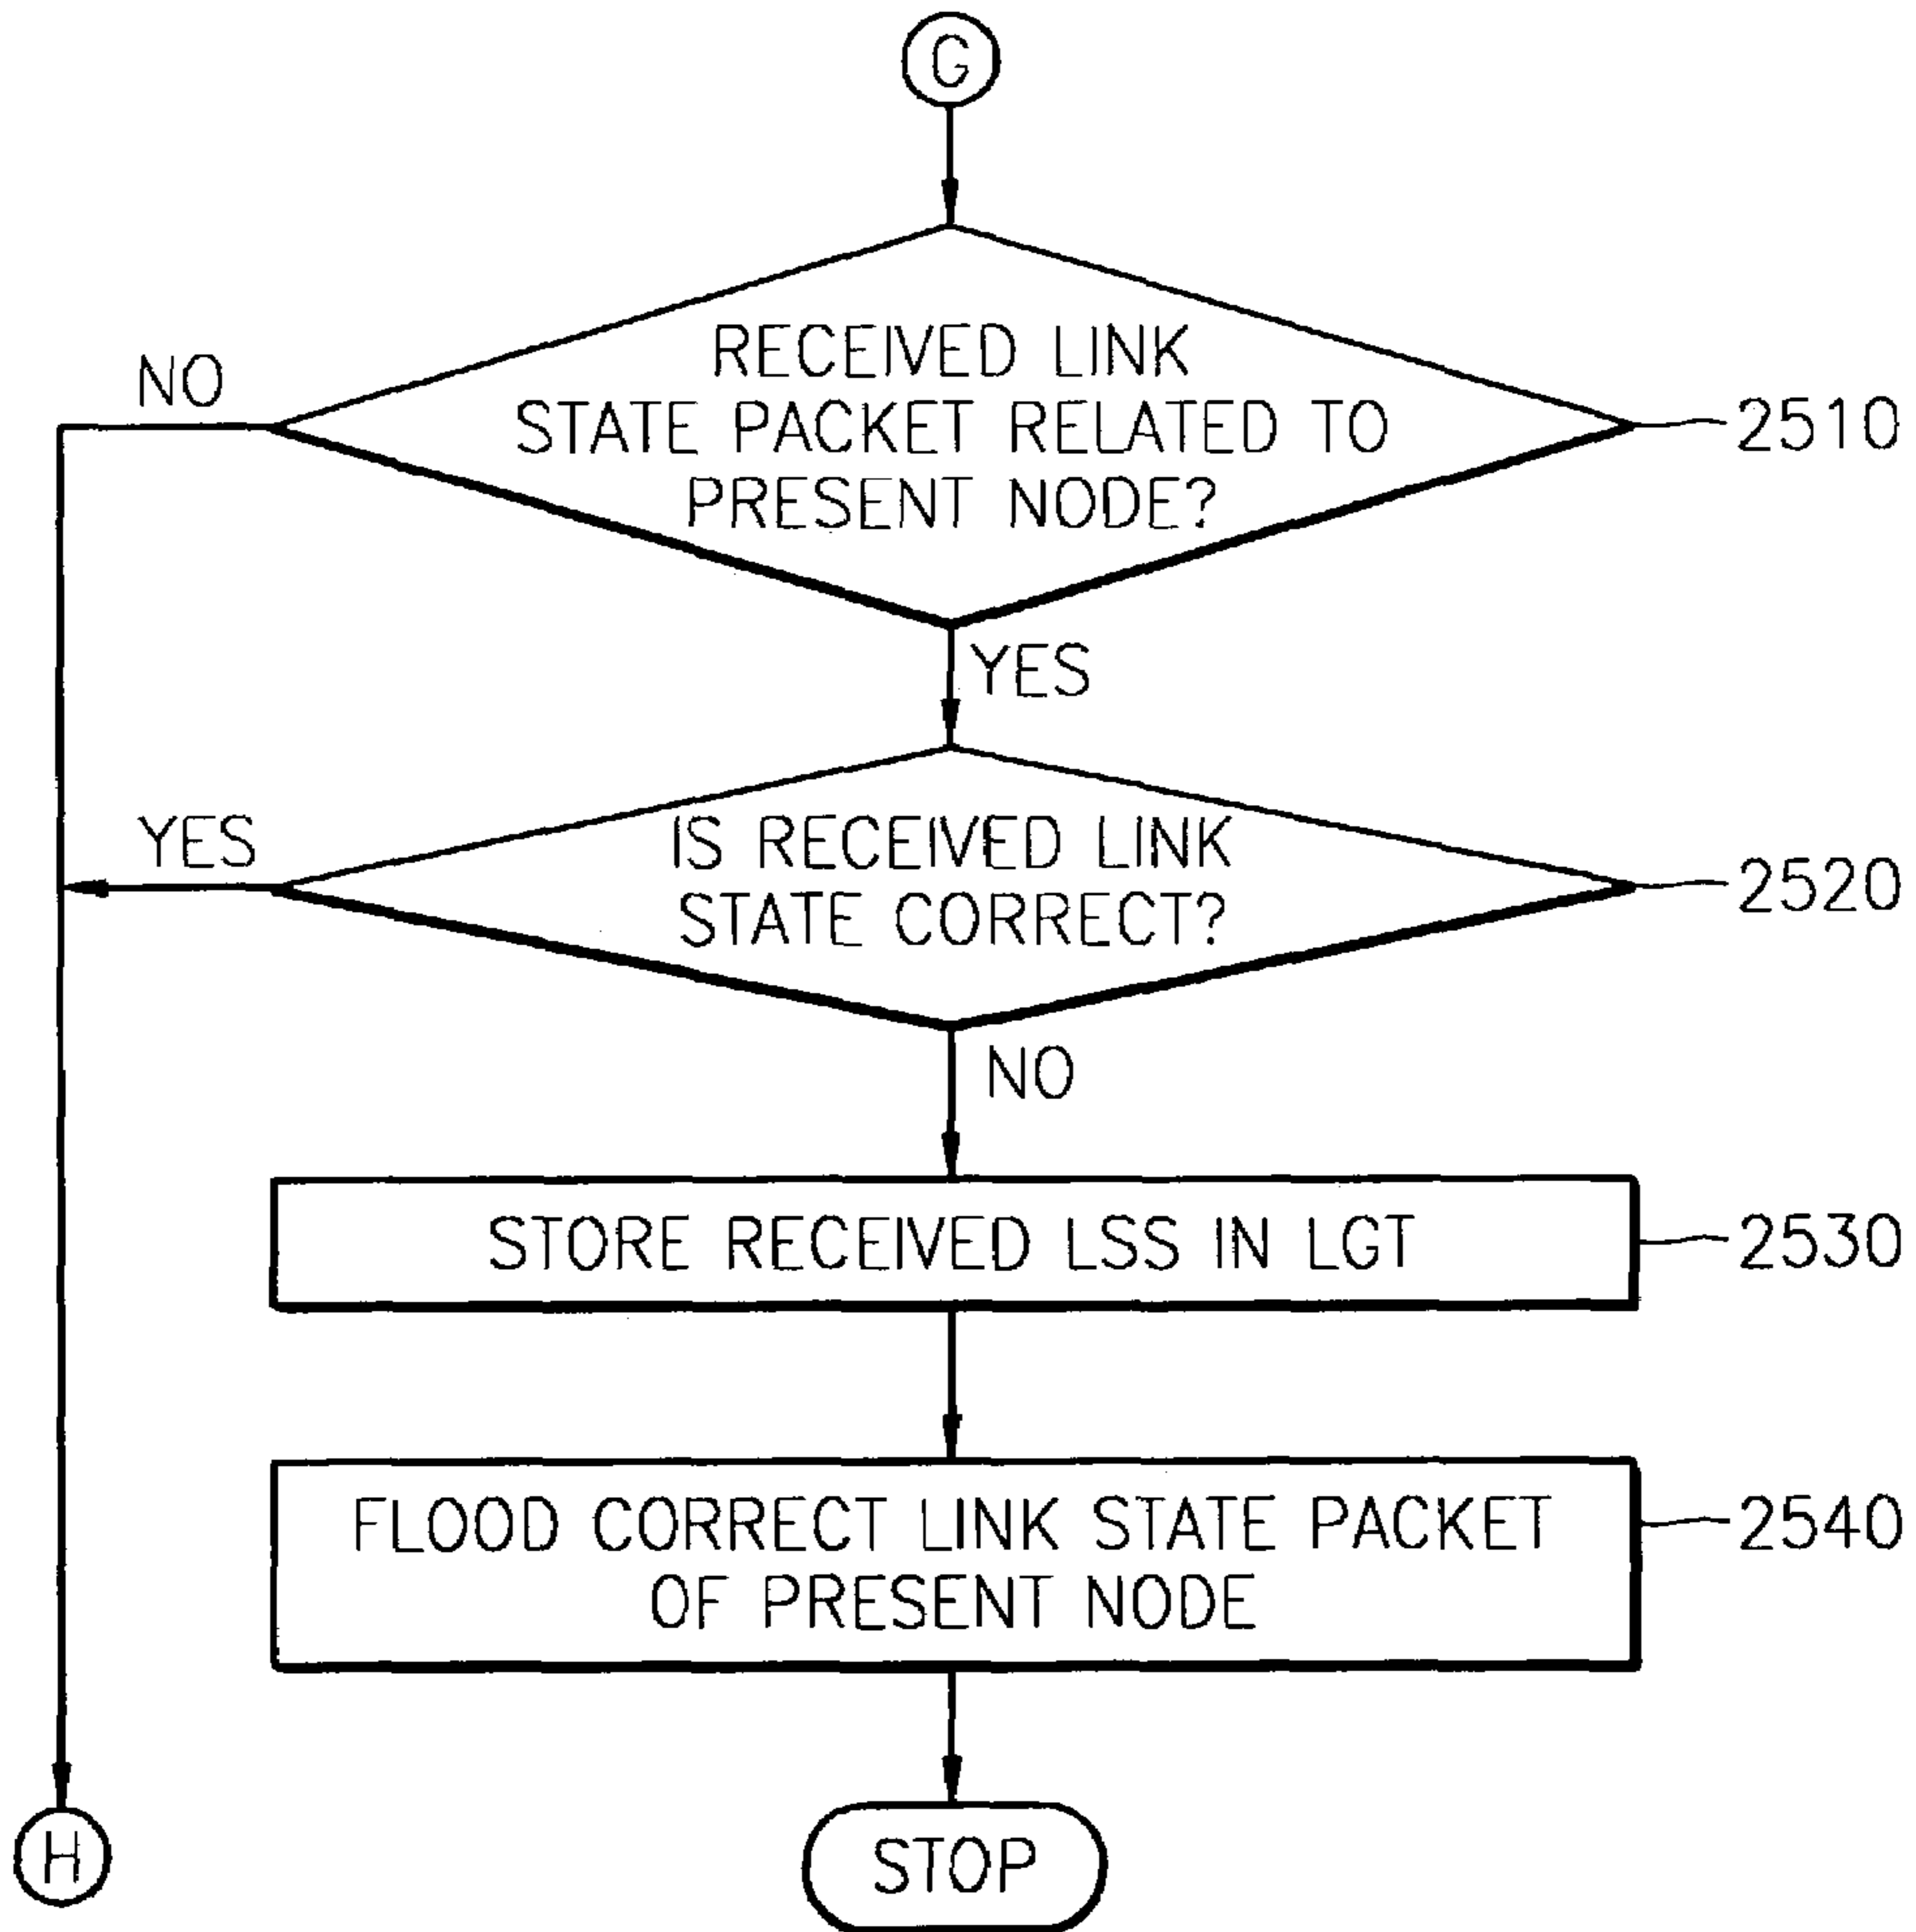 G
RECEIVED LINK
STATE PACKET RELATED TO
PRESENT NODE?
NO
2510
YES
IS RECEIVED LINK
STATE CORRECT?
YES
2520
NO
STORE RECEIVED LSS IN LGT
2530
FLOOD CORRECT LINK STATE PACKET
OF PRESENT NODE
2540
H
STOP